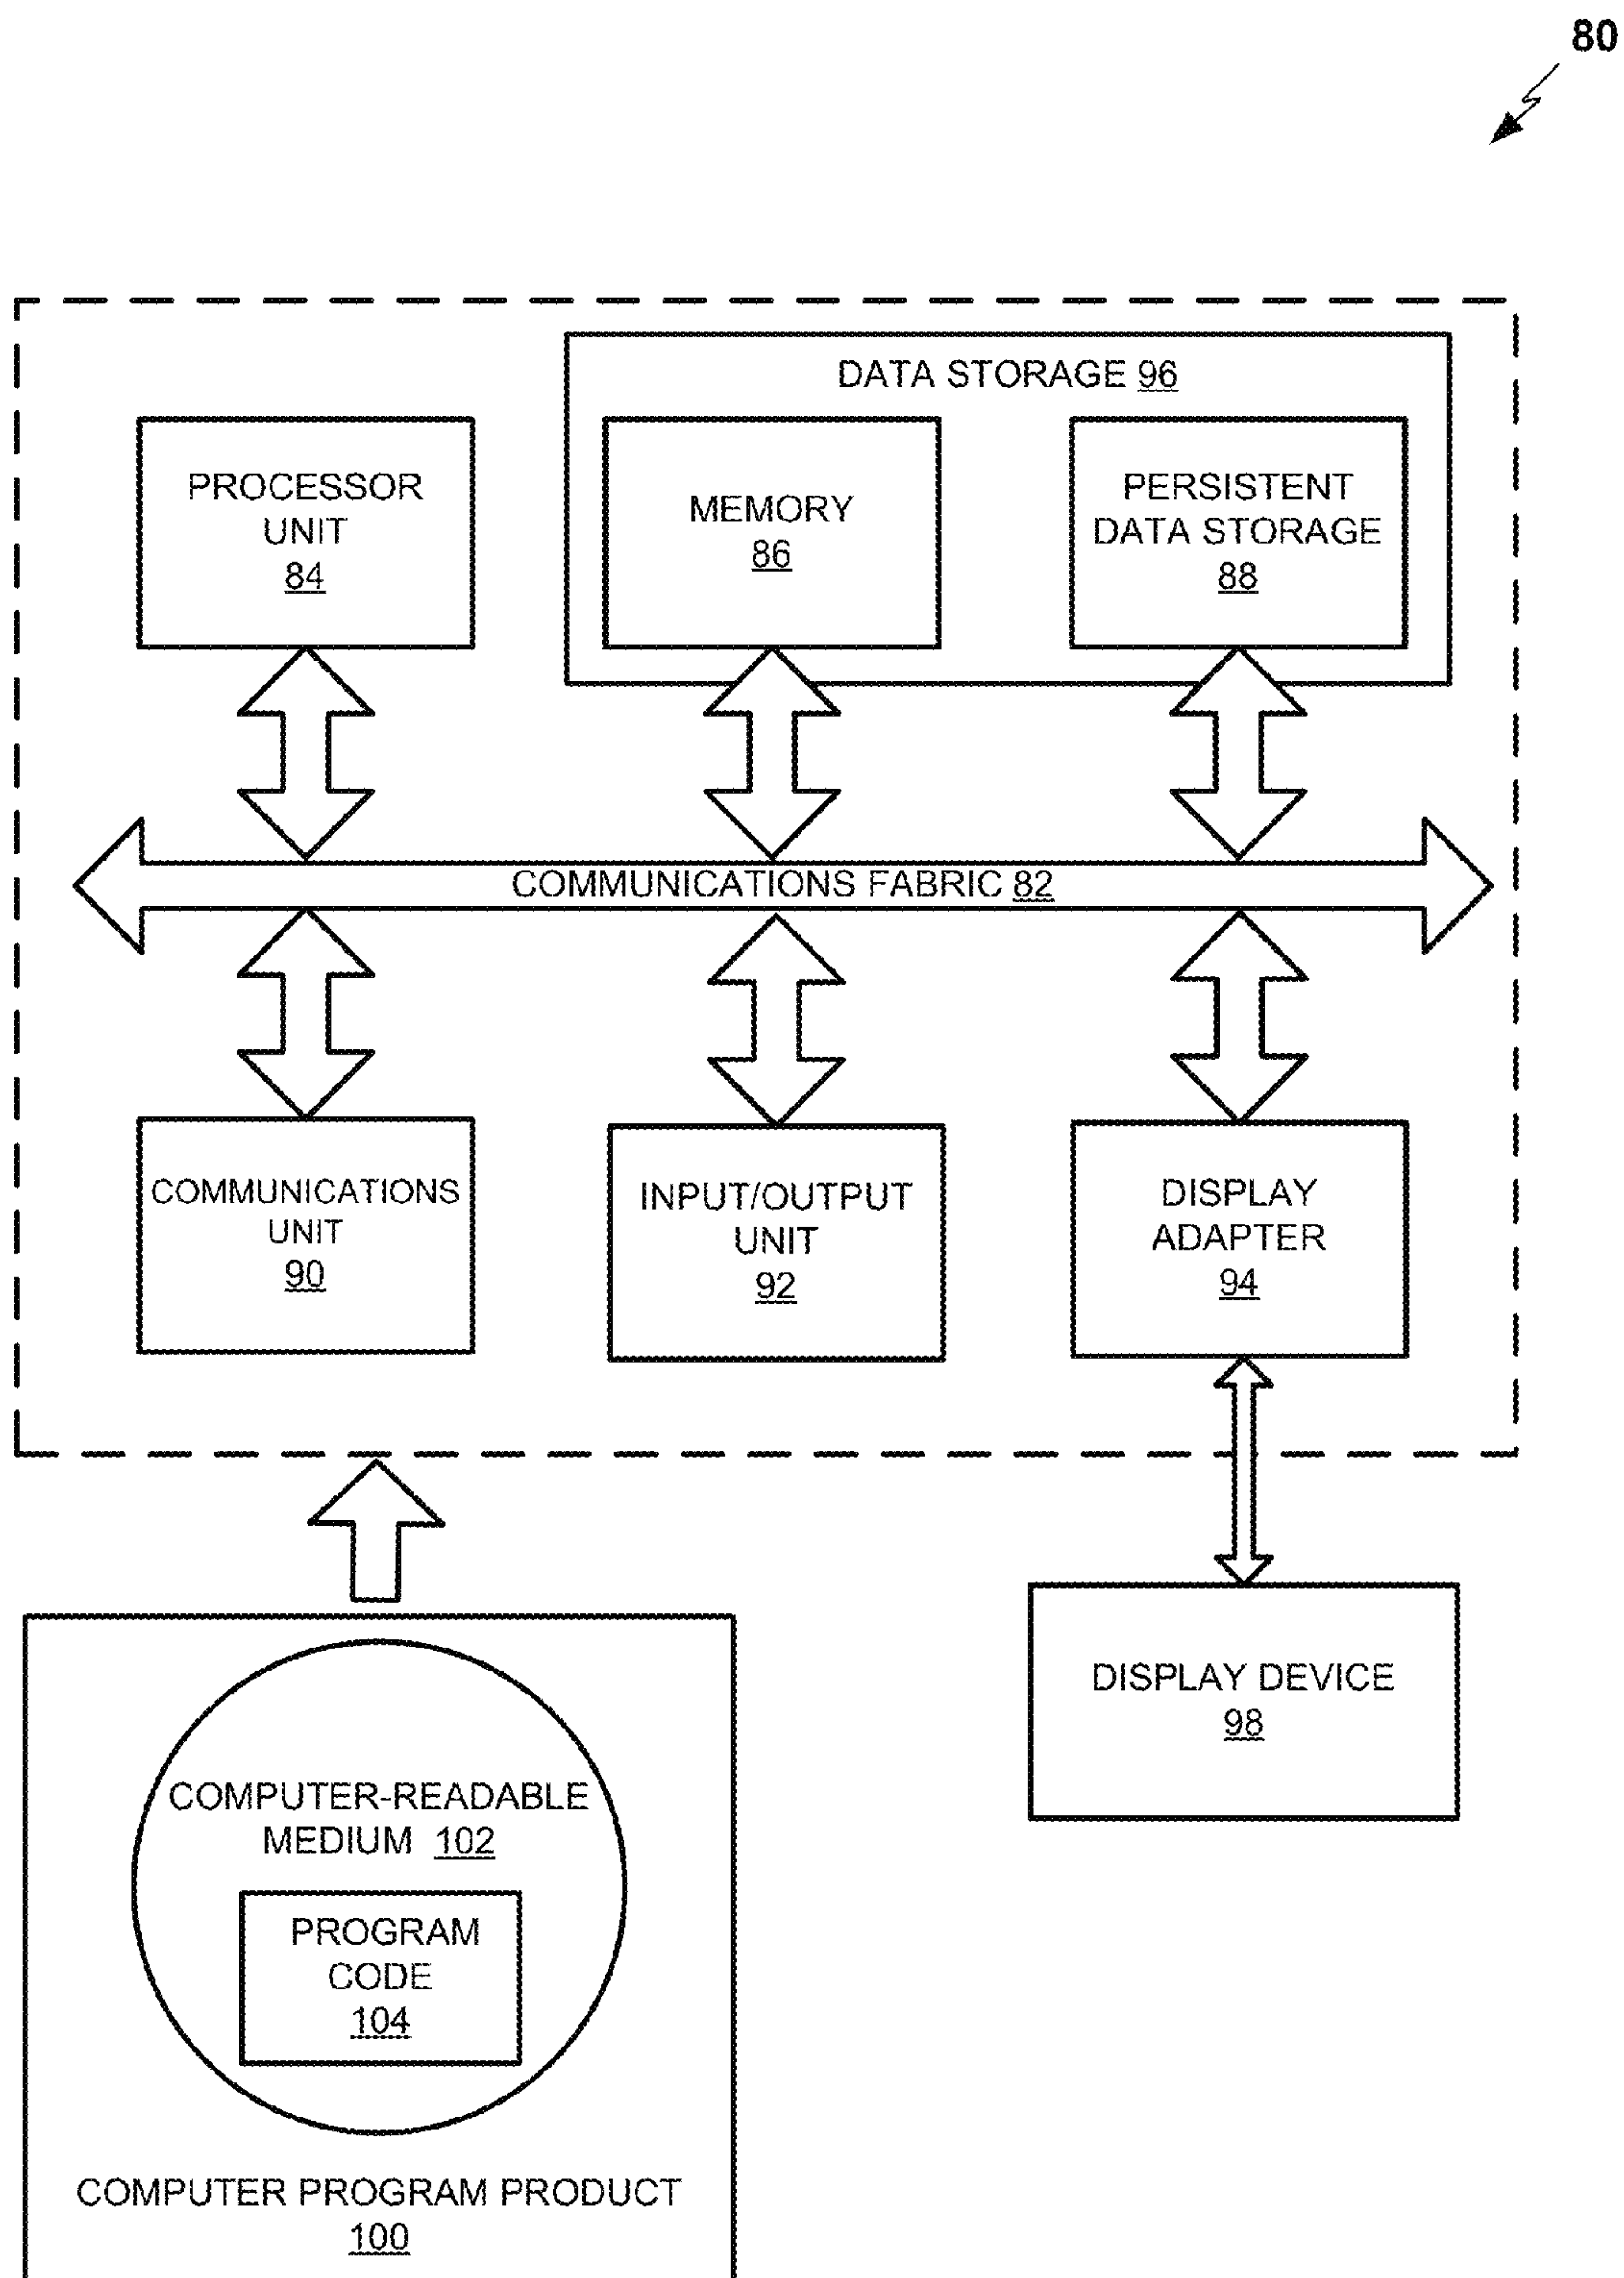 80
DATA STORAGE 96
PROCESSOR
UNIT
84
MEMORY
86
PERSISTENT
DATA STORAGE
88
COMMUNICATIONS FABRIC 82
COMMUNICATIONS
UNIT
90
INPUT/OUTPUT
UNIT
92
DISPLAY
ADAPTER
94
DISPLAY DEVICE
98
COMPUTER-READABLE
MEDIUM 102
PROGRAM
CODE
104
COMPUTER PROGRAM PRODUCT
100